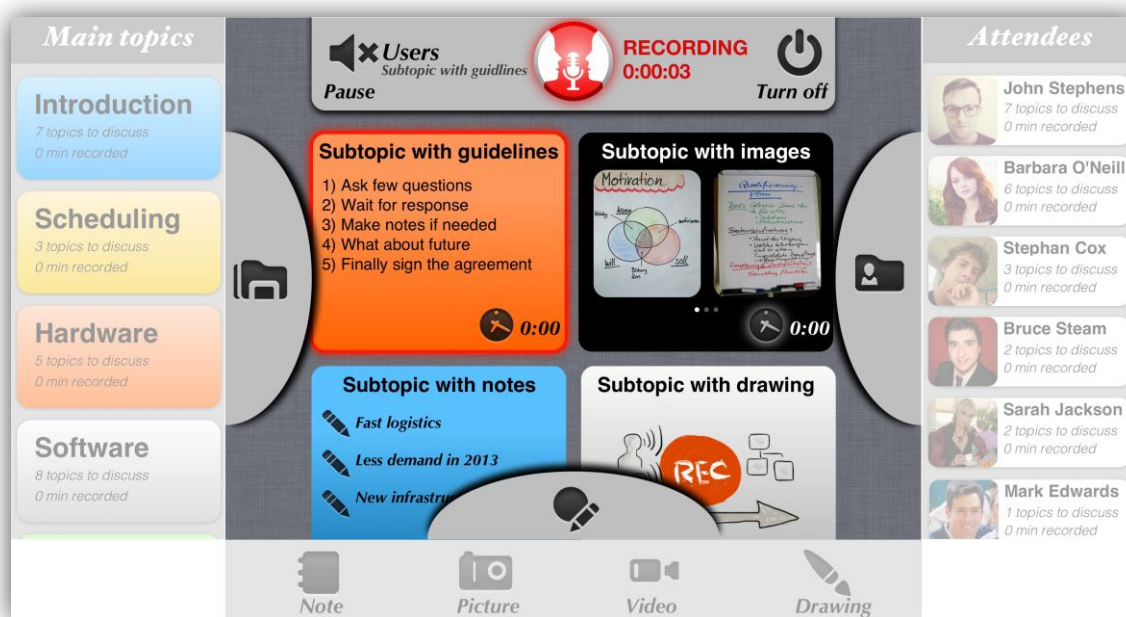 Main topics
Introduction
7 topics to discuss
0 min recorded
Scheduling
3 topics to discuss
0 min recorded
Hardware
5 topics to discuss
0 min recorded
Software
8 topics to discuss
0 min recorded
Users
Subtopic with guidlines
Pause
RECORDING
0:00:03
Turn off
Subtopic with guidelines
1) Ask few questions
2) Wait for response
3) Make notes if needed
4) What about future
5) Finally sign the agreement
0:00
Subtopic with images
Motivation
0:00
Subtopic with notes
Fast logistics
Less demand in 2013
New infrastru
Subtopic with drawing
REC
Note
Picture
Video
Drawing
Attendees
John Stephens
7 topics to discuss
0 min recorded
Barbara O'Neill
6 topics to discuss
0 min recorded
Stephan Cox
3 topics to discuss
0 min recorded
Bruce Steam
2 topics to discuss
0 min recorded
Sarah Jackson
2 topics to discuss
0 min recorded
Mark Edwards
1 topics to discuss
0 min recorded